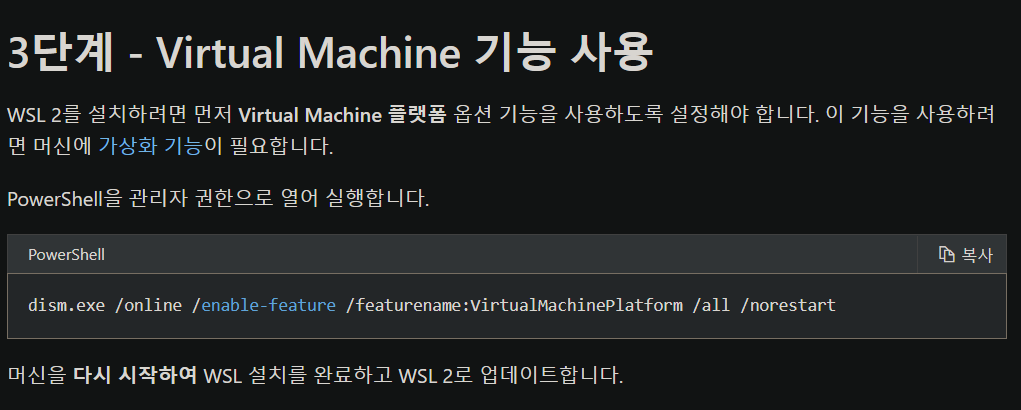 3단계 - Virtual Machine 기능 사용
WSL 2를 설치하려면 먼저 Virtual Machine 플랫폼 옵션 기능을 사용하도록 설정해야 합니다. 이 기능을 사용하려
면 머신에 가상화 기능이 필요합니다.
PowerShell을 관리자 권한으로 열어 실행합니다.
PowerShell 복사
dism.exe /online /enable-feature /featurename:VirtualMachinePlatform /all /norestart
머신을 다시 시작하여 WSL 설치를 완료하고 WSL 2로 업데이트합니다.